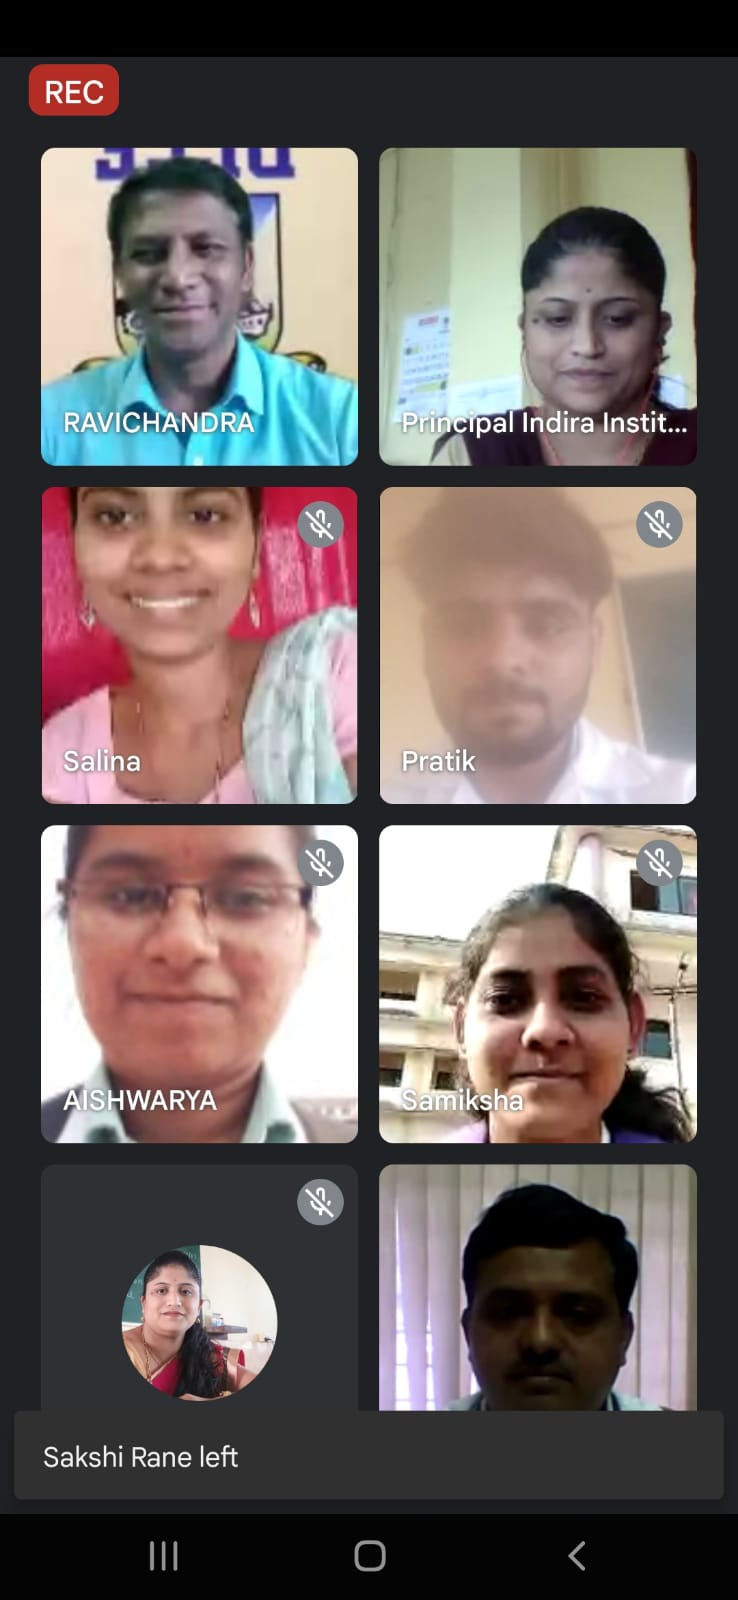 REC
RAVICHANDRA
Principal Indira Instit...
Salina
Pratik
AISHWARYA
Samiksha
Sakshi Rane left